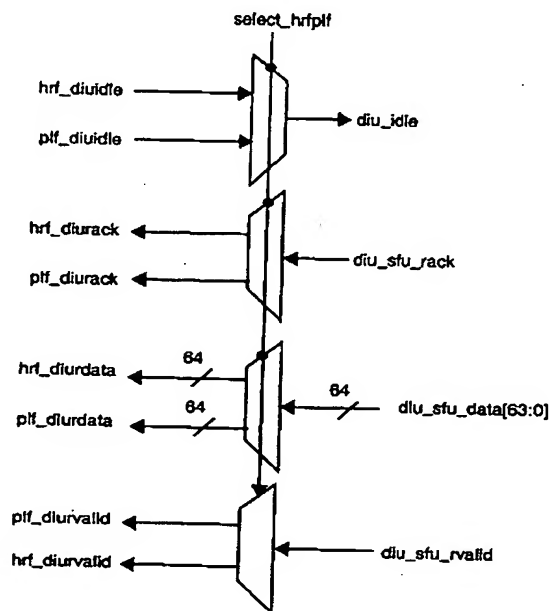 select_hrfplf
hrf_diuidle
plf_diuidle
diu_idle
hrf_diurack
plf_diurack
diu_sfu_rack
hrf_diurdata
64
64
plf_diurdata
64
diu_sfu_data[63:0]
plf_diurvalid
hrf_diurvalid
diu_sfu_rvalid